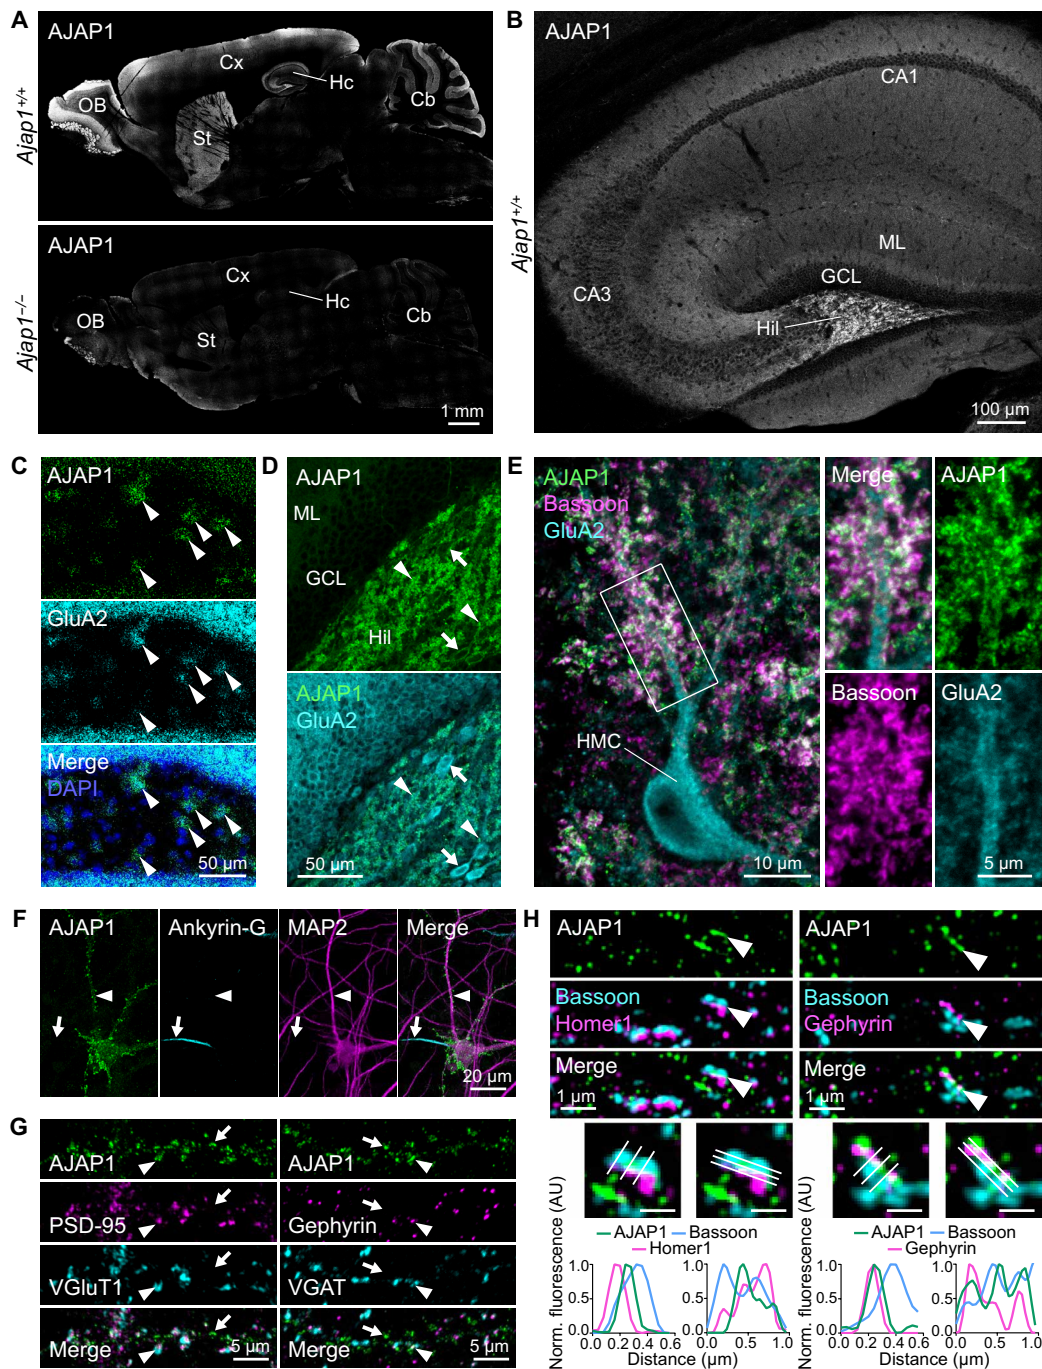 A
AJAP1
Ajap1+/+
Cx
Hc
OB
St
Cb
AJAP1
Ajap1−/−
Cx
Hc
OB
St
Cb
1 mm
B
AJAP1
Ajap1+/+
CA1
ML
GCL
CA3
Hil
100 µm
C
AJAP1
GluA2
Merge
DAPI
50 µm
D
AJAP1
ML
GCL
Hil
AJAP1
GluA2
50 µm
E
AJAP1
Bassoon
GluA2
HMC
10 µm
Merge
AJAP1
Bassoon
GluA2
5 µm
F
AJAP1
Ankyrin-G
MAP2
Merge
20 µm
G
AJAP1
PSD-95
VGluT1
Merge
5 µm
AJAP1
Gephyrin
VGAT
Merge
5 µm
H
AJAP1
Bassoon
Homer1
Merge
1 µm
AJAP1
Bassoon
Gephyrin
Merge
1 µm
Norm. fluorescence (AU)
AJAP1 Bassoon
Homer1
1.0
0.5
0.0
0 0.2 0.4 0.6
1.0
0.5
0.0
0 0.5 1.0
Distance (µm)
Norm. fluorescence (AU)
AJAP1 Bassoon
Gephyrin
1.0
0.5
0.0
0 0.2 0.4 0.6
1.0
0.5
0.0
0 0.5 1.0
Distance (µm)